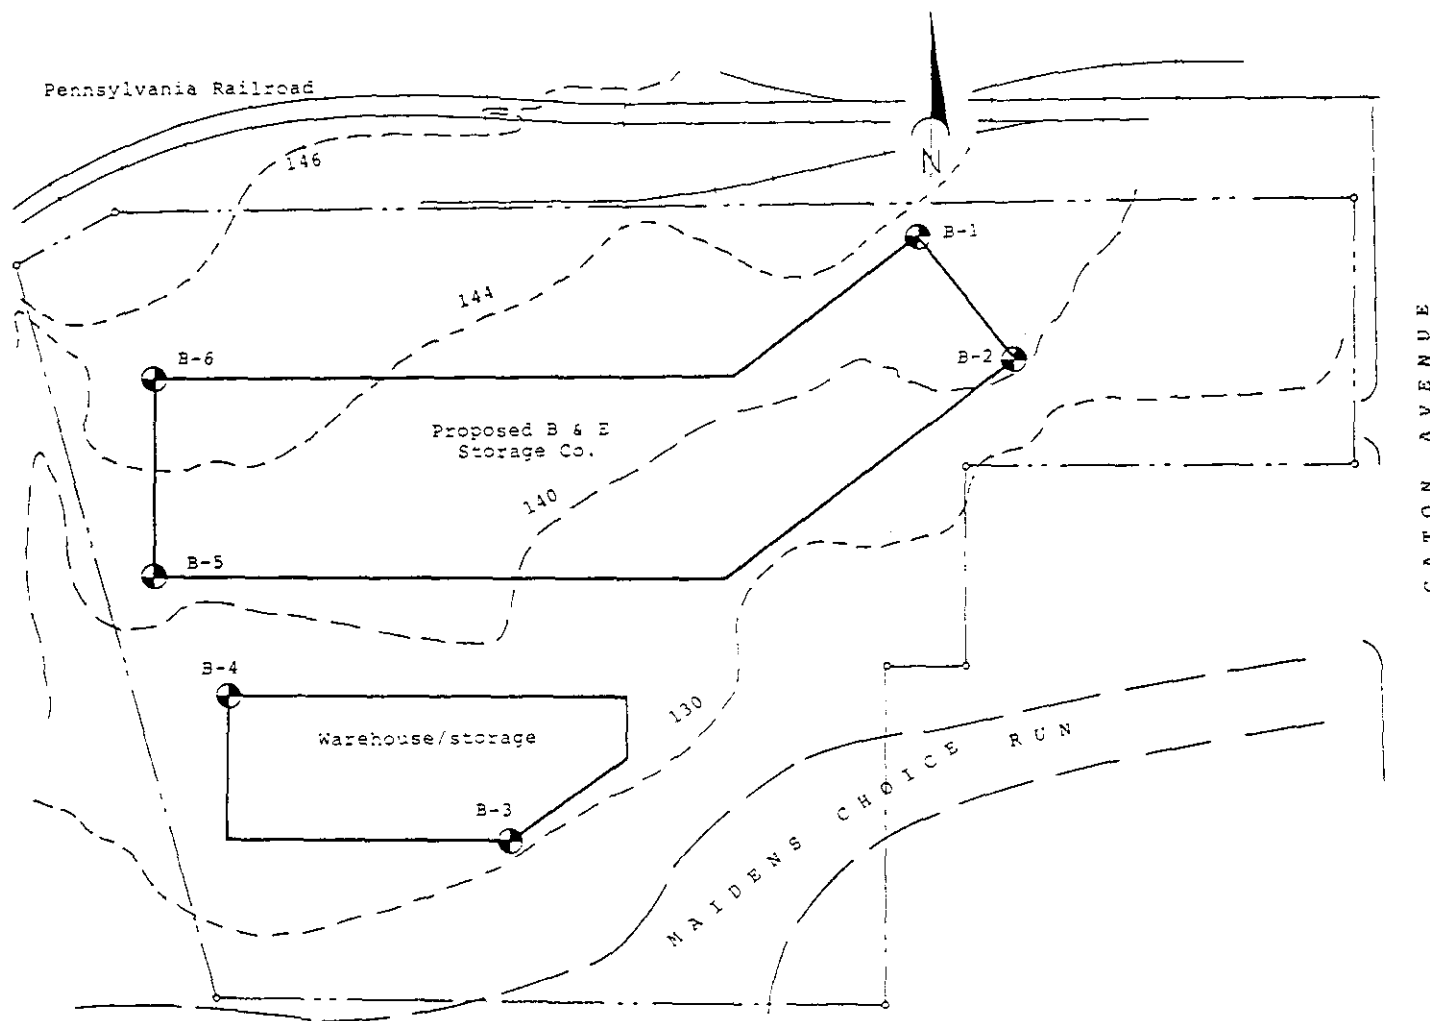 Pennsylvania Railroad
N
146
B-1
144
B-2
B-6
Proposed B & E
Storage Co.
140
B-5
CATON AVENUE
B-4
130
Warehouse/storage
MAIDENS CHOICE RUN
B-3